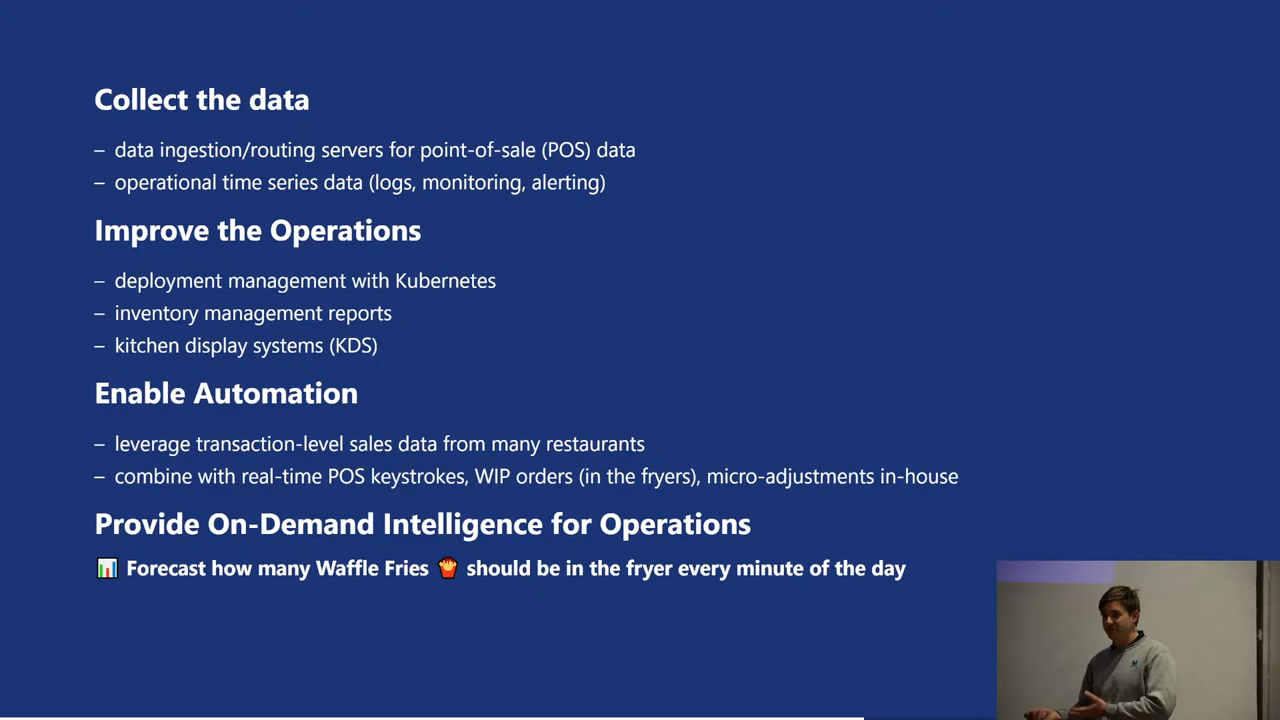 Collect the data
– data ingestion/routing servers for point-of-sale (POS) data
– operational time series data (logs, monitoring, alerting)
Improve the Operations
– deployment management with Kubernetes
– inventory management reports
– kitchen display systems (KDS)
Enable Automation
– leverage transaction-level sales data from many restaurants
– combine with real-time POS keystrokes, WIP orders (in the fryers), micro-adjustments in-house
Provide On-Demand Intelligence for Operations
📊 Forecast how many Waffle Fries 🍟 should be in the fryer every minute of the day